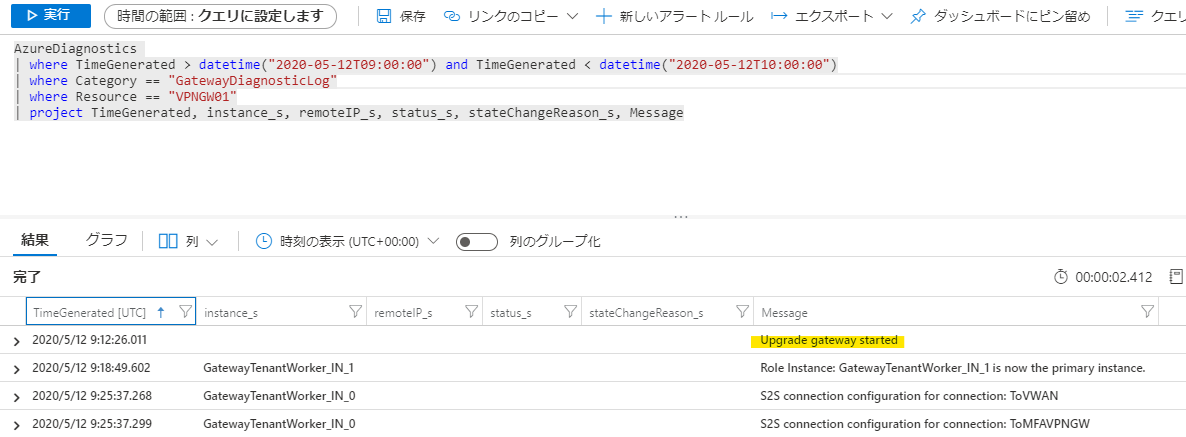 実行
時間の範囲 : クエリに設定します
保存
リンクのコピー
新しいアラート ルール
エクスポート
ダッシュボードにピン留め
クエリ
AzureDiagnostics
| where TimeGenerated > datetime("2020-05-12T09:00:00") and TimeGenerated < datetime("2020-05-12T10:00:00")
| where Category == "GatewayDiagnosticLog"
| where Resource == "VPNGW01"
| project TimeGenerated, instance_s, remoteIP_s, status_s, stateChangeReason_s, Message
...
結果
グラフ
列
時刻の表示 (UTC+00:00)
列のグループ化
完了
00:00:02.412
TimeGenerated [UTC] instance_s remoteIP_s status_s stateChangeReason_s Message
2020/5/12 9:12:26.011 Upgrade gateway started
2020/5/12 9:18:49.602 GatewayTenantWorker_IN_1 Role Instance: GatewayTenantWorker_IN_1 is now the primary instance.
2020/5/12 9:25:37.268 GatewayTenantWorker_IN_0 S2S connection configuration for connection: ToVWAN
2020/5/12 9:25:37.299 GatewayTenantWorker_IN_0 S2S connection configuration for connection: ToMFAVPNGW